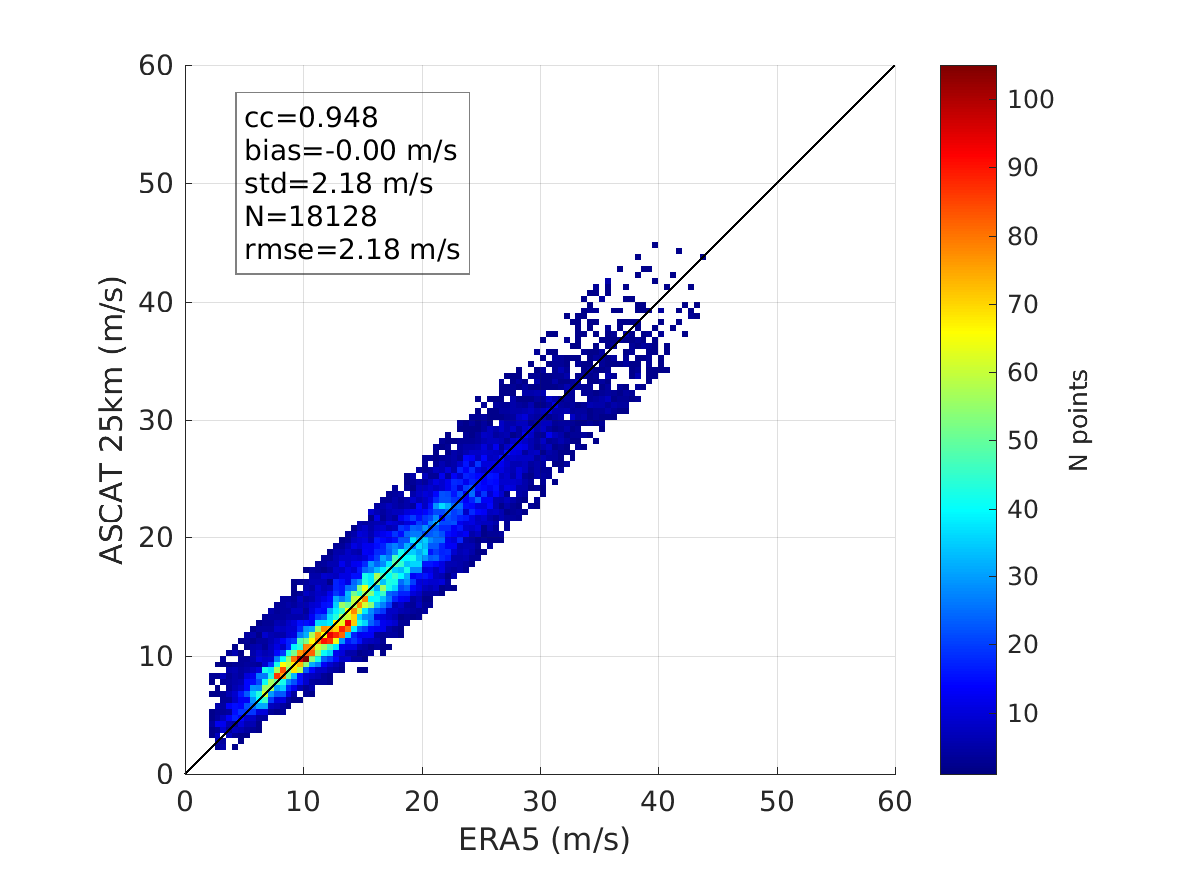 60
50
40
30
20
10
0
ASCAT 25km (m/s)
cc=0.948
bias=-0.00 m/s
std=2.18 m/s
N=18128
rmse=2.18 m/s
0 10 20 30 40 50 60
ERA5 (m/s)
100
90
80
70
60
50
40
30
20
10
N points